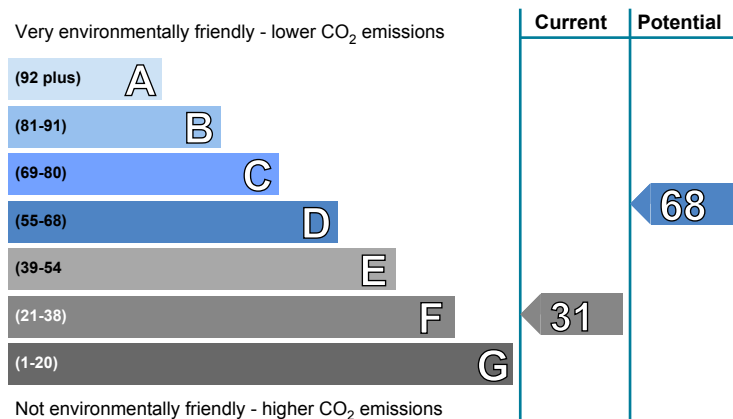 Current Potential
Very environmentally friendly - lower CO2 emissions
(92 plus) A
(81-91) B
(69-80) C
(55-68) D
68
(39-54 E
(21-38) F
31
(1-20) G
Not environmentally friendly - higher CO2 emissions